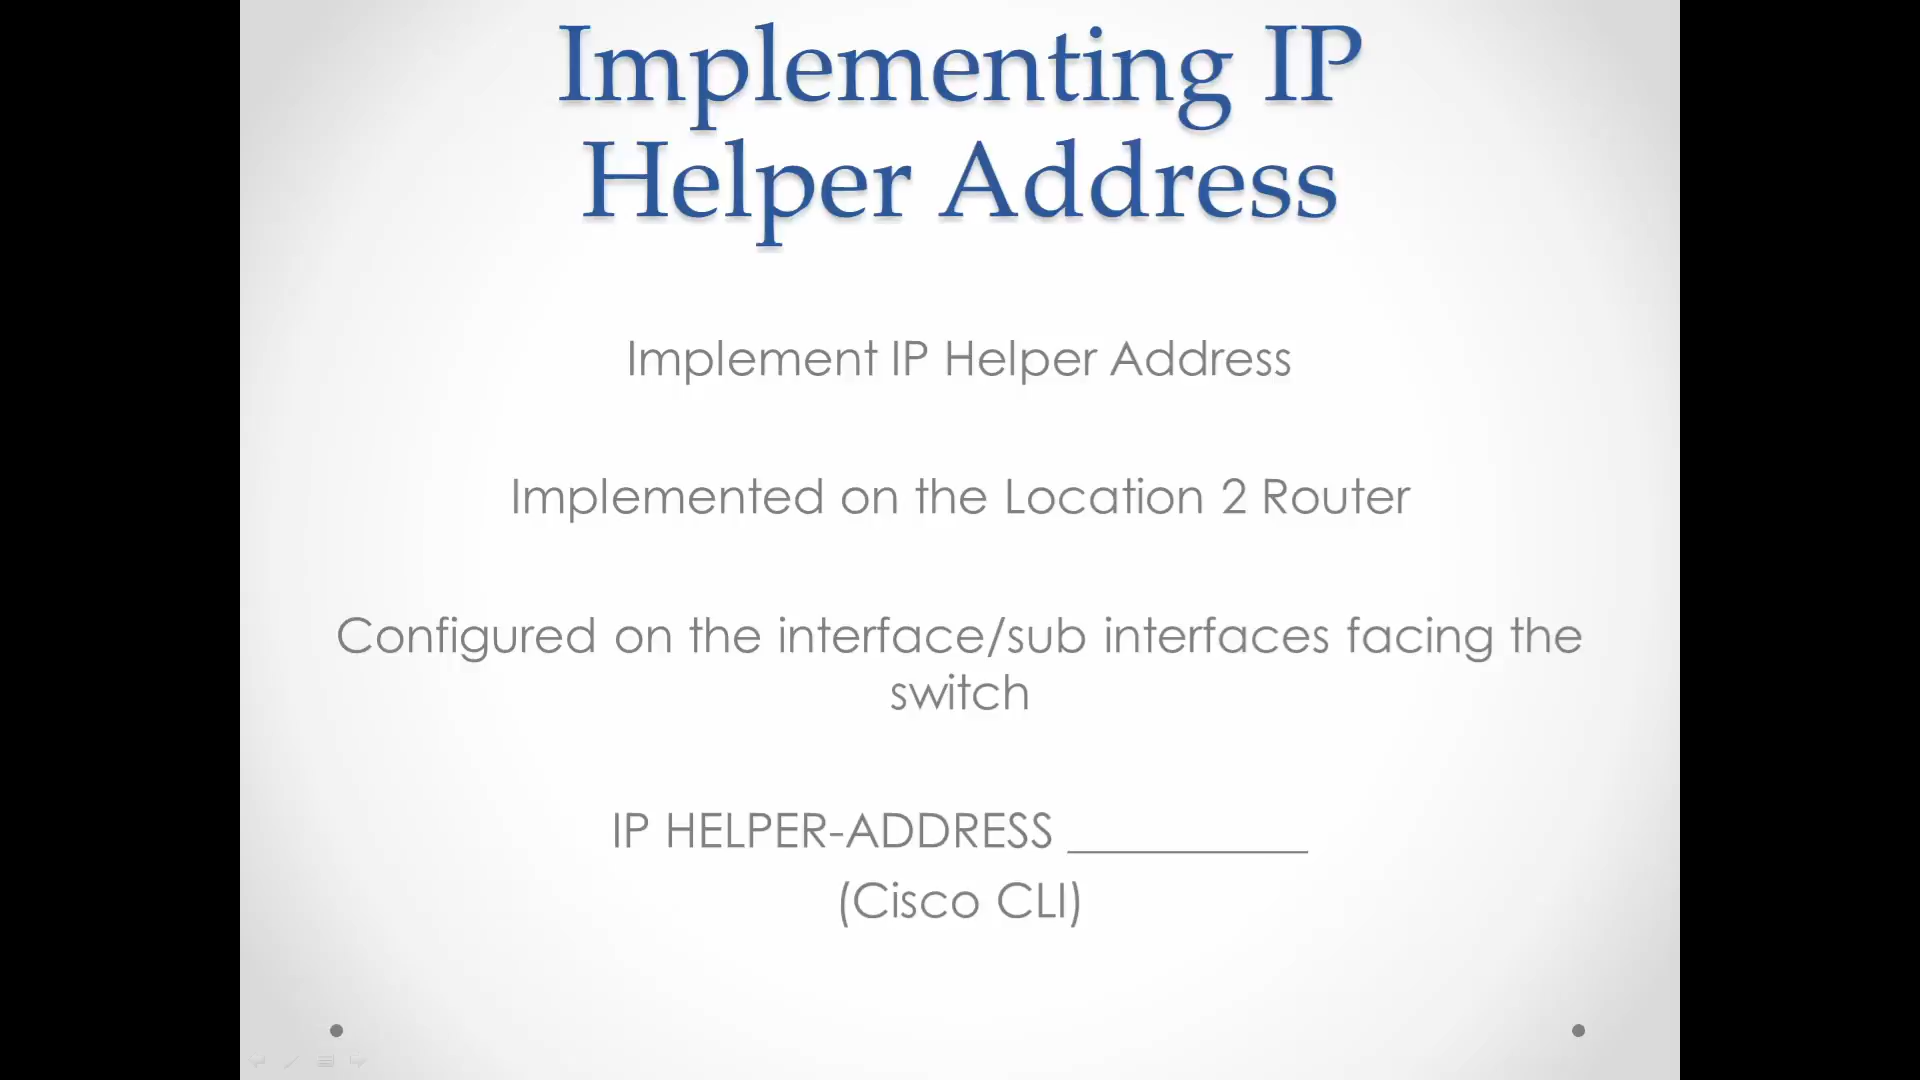 Implementing IP
Helper Address
Implement IP Helper Address
Implemented on the Location 2 Router
Configured on the interface/sub interfaces facing the
switch
IP HELPER-ADDRESS __________
(Cisco CLI)